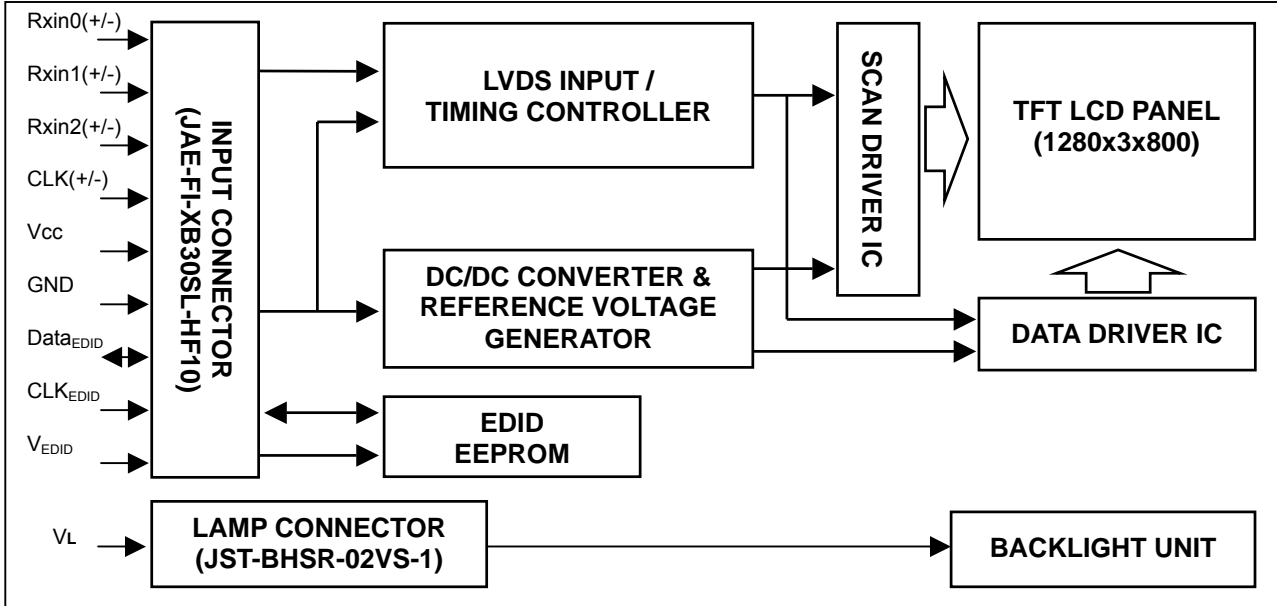 Rxin0(+/-)
Rxin1(+/-)
Rxin2(+/-)
CLK(+/-)
Vcc
GND
DataEDID
CLKEDID
VEDID
VL
INPUT CONNECTOR
(JAE-FI-XB30SL-HF10)
LVDS INPUT /
TIMING CONTROLLER
DC/DC CONVERTER &
REFERENCE VOLTAGE
GENERATOR
EDID
EEPROM
SCAN DRIVER IC
TFT LCD PANEL
(1280x3x800)
DATA DRIVER IC
LAMP CONNECTOR
(JST-BHSR-02VS-1)
BACKLIGHT UNIT